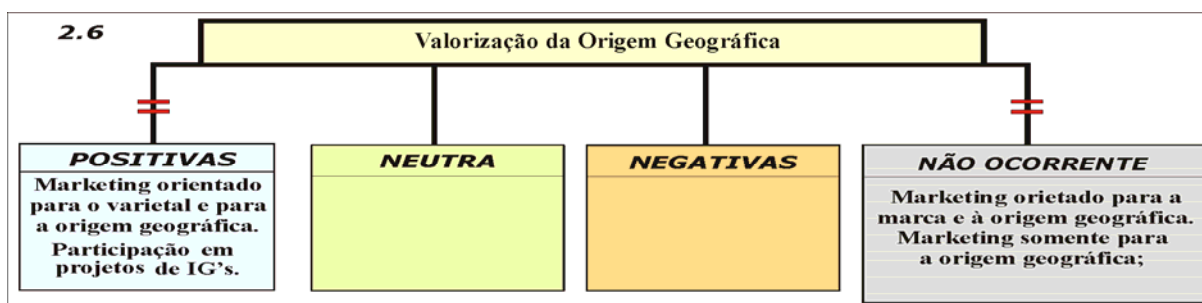 2.6
Valorização da Origem Geográfica
POSITIVAS
Marketing orientado
para o varietal e para
a origem geográfica.
Participação em
projetos de IG's.
NEUTRA
NEGATIVAS
NÃO OCORRENTE
Marketing orietado para a
marca e à origem geográfica.
Marketing somente para
a origem geográfica;